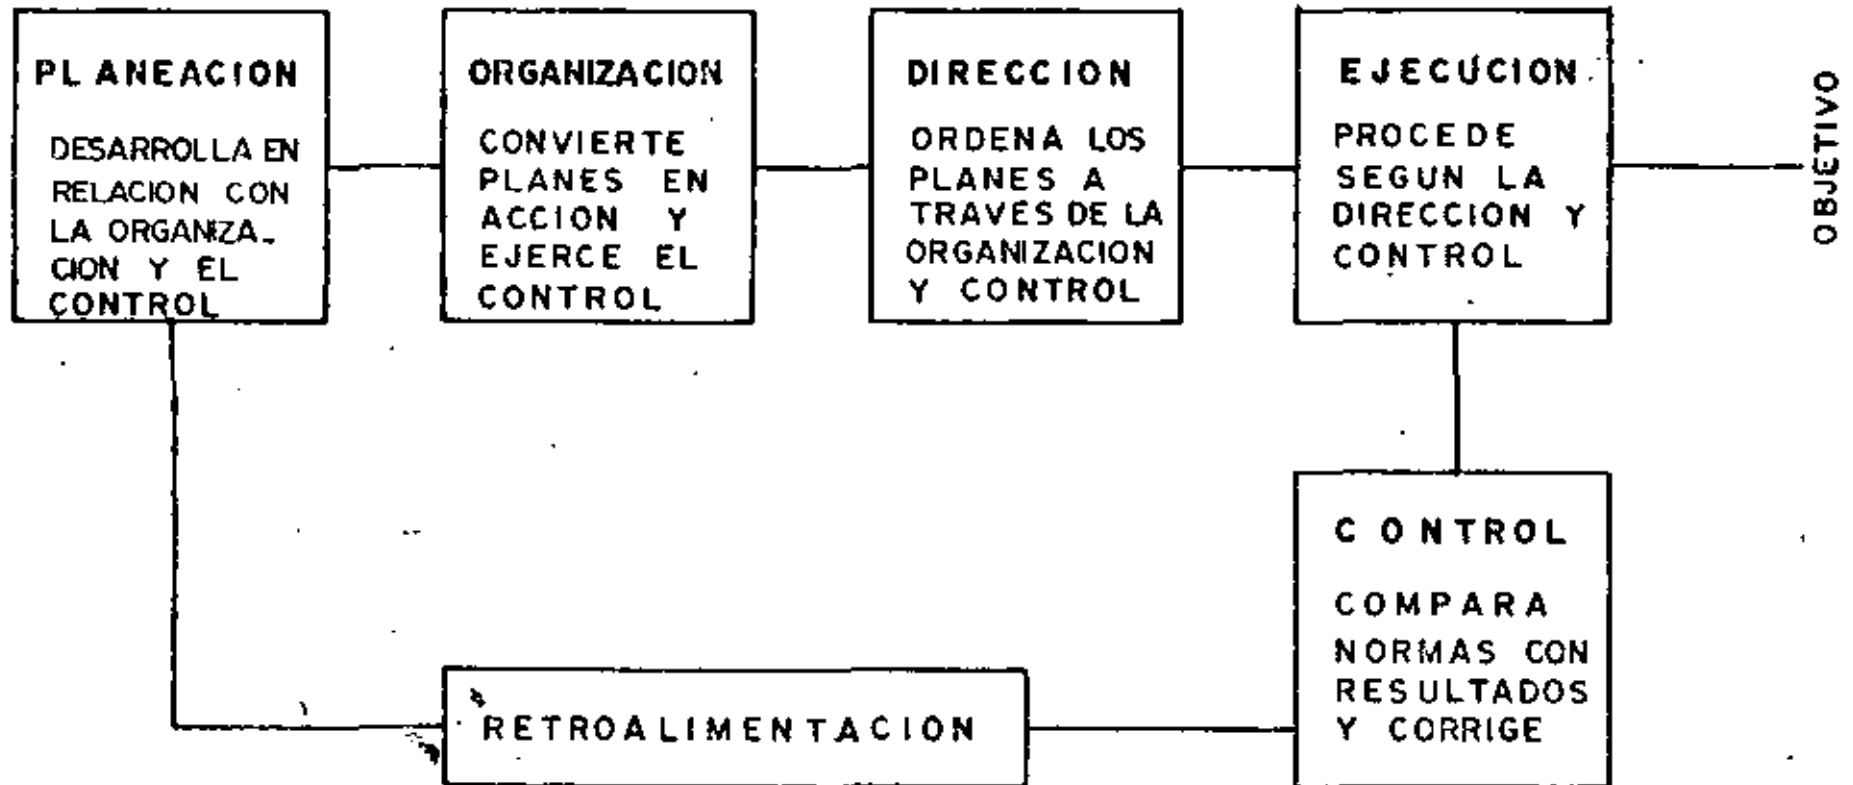 PLANEACION
DESARROLLA EN
RELACION CON
LA ORGANIZA-
CION Y EL
CONTROL
ORGANIZACION
CONVIERTE
PLANES EN
ACCION Y
EJERCE EL
CONTROL
DIRECCION
ORDENA LOS
PLANES A
TRAVES DE LA
ORGANIZACION
Y CONTROL
EJECUCION
PROCEDE
SEGUN LA
DIRECCION Y
CONTROL
OBJETIVO
CONTROL
COMPARA
NORMAS CON
RESULTADOS
Y CORRIGE
RETROALIMENTACION